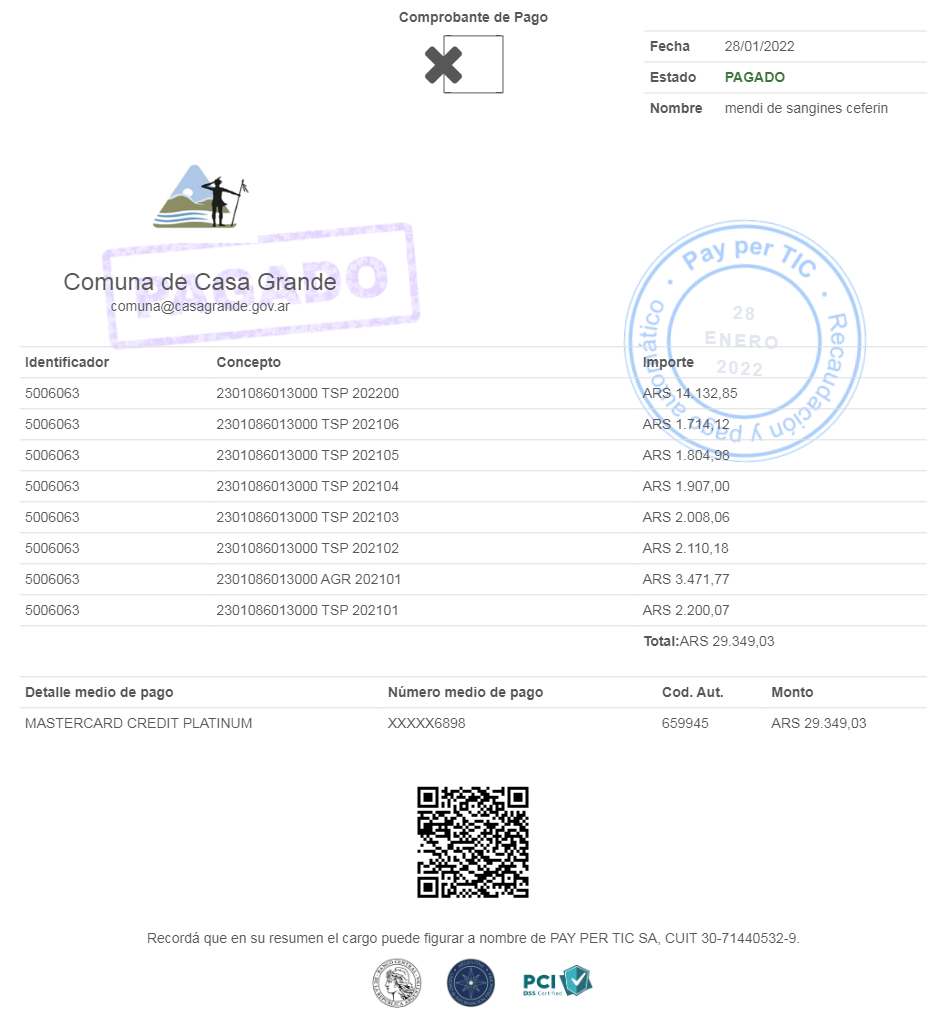 Comprobante de Pago
Fecha 28/01/2022
Estado PAGADO
Nombre mendi de sangines ceferin
PAGADO
Comuna de Casa Grande
comuna@casagrande.gov.ar
Pay per TIC · Recaudación y pago automático ·
28
ENERO
2022
Identificador Concepto Importe
5006063 2301086013000 TSP 202200 ARS 14.132,85
5006063 2301086013000 TSP 202106 ARS 1.714,12
5006063 2301086013000 TSP 202105 ARS 1.804,98
5006063 2301086013000 TSP 202104 ARS 1.907,00
5006063 2301086013000 TSP 202103 ARS 2.008,06
5006063 2301086013000 TSP 202102 ARS 2.110,18
5006063 2301086013000 AGR 202101 ARS 3.471,77
5006063 2301086013000 TSP 202101 ARS 2.200,07
Total:ARS 29.349,03
Detalle medio de pago Número medio de pago Cod. Aut. Monto
MASTERCARD CREDIT PLATINUM XXXXX6898 659945 ARS 29.349,03
Recordá que en su resumen el cargo puede figurar a nombre de PAY PER TIC SA, CUIT 30-71440532-9.
BANCO CENTRAL DE LA REPUBLICA ARGENTINA
PCI
DSS Certified